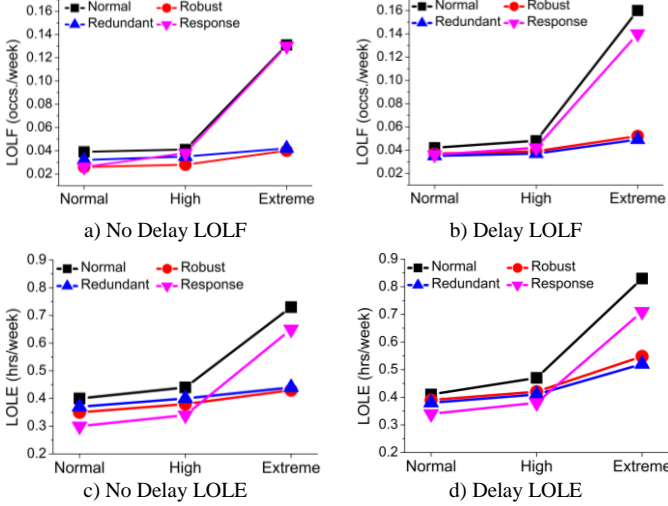 0.16
0.14
0.12
0.10
0.08
0.06
0.04
0.02
LOLF (occs./week)
Normal Robust
Redundant Response
Normal High Extreme
a) No Delay LOLF
0.16
0.14
0.12
0.10
0.08
0.06
0.04
0.02
LOLF (occs./week)
Normal Robust
Redundant Response
Normal High Extreme
b) Delay LOLF
0.9
0.8
0.7
0.6
0.5
0.4
0.3
0.2
LOLE (hrs/week)
Normal Robust
Redundant Response
Normal High Extreme
c) No Delay LOLE
0.9
0.8
0.7
0.6
0.5
0.4
0.3
0.2
LOLE (hrs/week)
Normal Robust
Redundant Response
Normal High Extreme
d) Delay LOLE